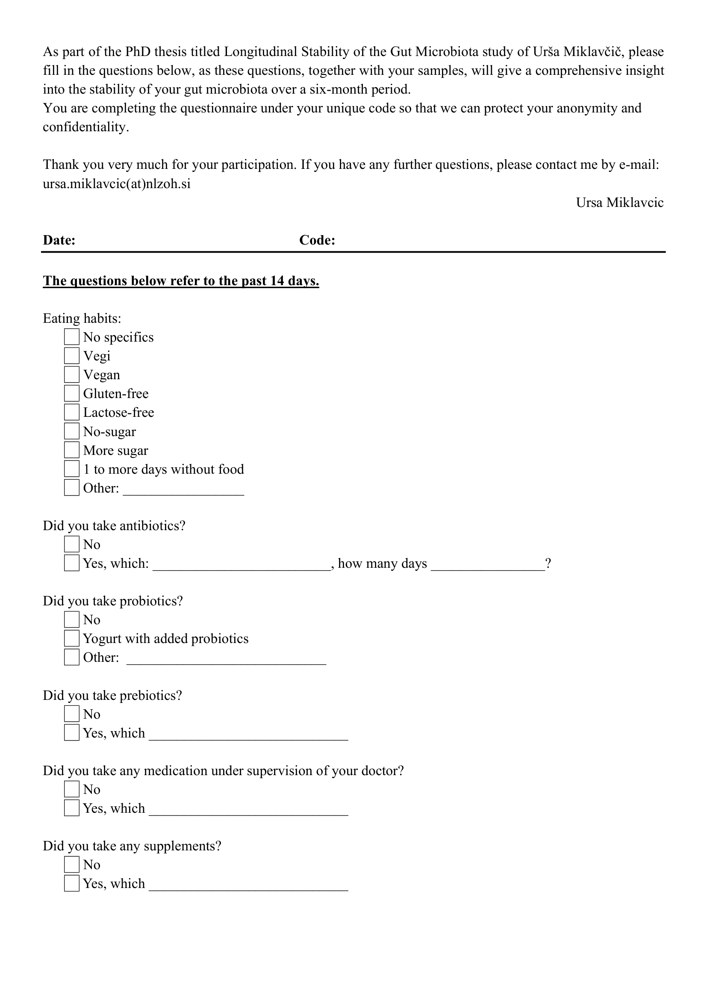 As part of the PhD thesis titled Longitudinal Stability of the Gut Microbiota study of Urša Miklavčič, please
fill in the questions below, as these questions, together with your samples, will give a comprehensive insight
into the stability of your gut microbiota over a six-month period.
You are completing the questionnaire under your unique code so that we can protect your anonymity and
confidentiality.
Thank you very much for your participation. If you have any further questions, please contact me by e-mail:
ursa.miklavcic(at)nlzoh.si
Ursa Miklavcic
Date: Code:
The questions below refer to the past 14 days.
Eating habits:
No specifics
Vegi
Vegan
Gluten-free
Lactose-free
No-sugar
More sugar
1 to more days without food
Other: _________________
Did you take antibiotics?
No
Yes, which: _________________________, how many days ________________?
Did you take probiotics?
No
Yogurt with added probiotics
Other: ____________________________
Did you take prebiotics?
No
Yes, which ____________________________
Did you take any medication under supervision of your doctor?
No
Yes, which ____________________________
Did you take any supplements?
No
Yes, which ____________________________